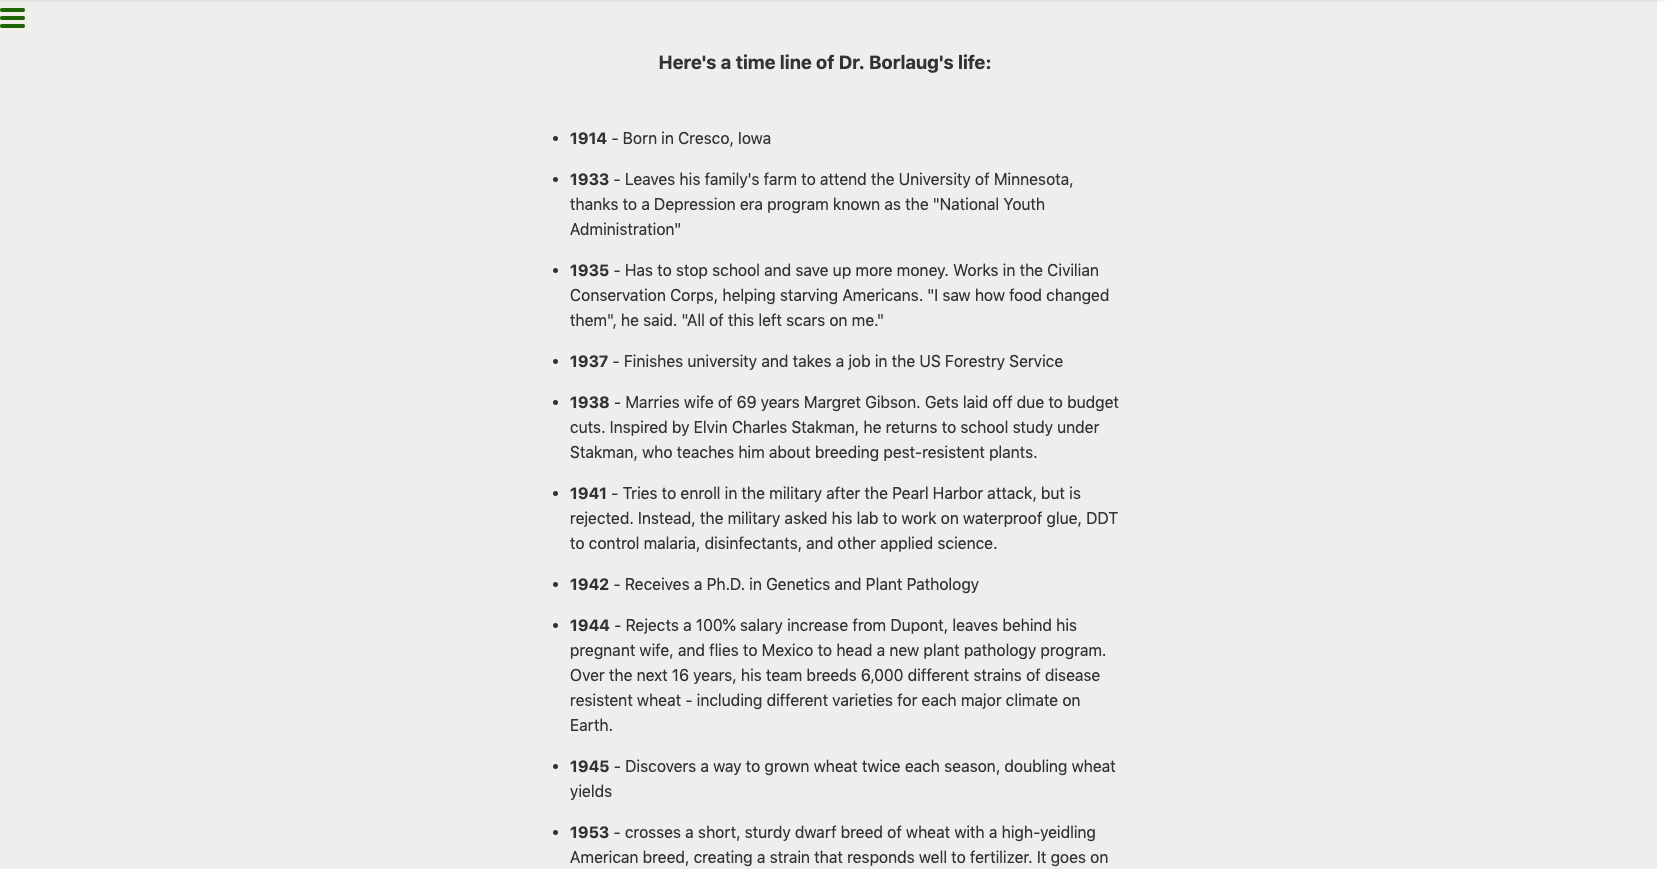 Here's a time line of Dr. Borlaug's life:
• 1914 - Born in Cresco, Iowa
• 1933 - Leaves his family's farm to attend the University of Minnesota,
thanks to a Depression era program known as the "National Youth
Administration"
• 1935 - Has to stop school and save up more money. Works in the Civilian
Conservation Corps, helping starving Americans. "I saw how food changed
them", he said. "All of this left scars on me."
• 1937 - Finishes university and takes a job in the US Forestry Service
• 1938 - Marries wife of 69 years Margret Gibson. Gets laid off due to budget
cuts. Inspired by Elvin Charles Stakman, he returns to school study under
Stakman, who teaches him about breeding pest-resistent plants.
• 1941 - Tries to enroll in the military after the Pearl Harbor attack, but is
rejected. Instead, the military asked his lab to work on waterproof glue, DDT
to control malaria, disinfectants, and other applied science.
• 1942 - Receives a Ph.D. in Genetics and Plant Pathology
• 1944 - Rejects a 100% salary increase from Dupont, leaves behind his
pregnant wife, and flies to Mexico to head a new plant pathology program.
Over the next 16 years, his team breeds 6,000 different strains of disease
resistent wheat - including different varieties for each major climate on
Earth.
• 1945 - Discovers a way to grown wheat twice each season, doubling wheat
yields
• 1953 - crosses a short, sturdy dwarf breed of wheat with a high-yeidling
American breed, creating a strain that responds well to fertilizer. It goes on